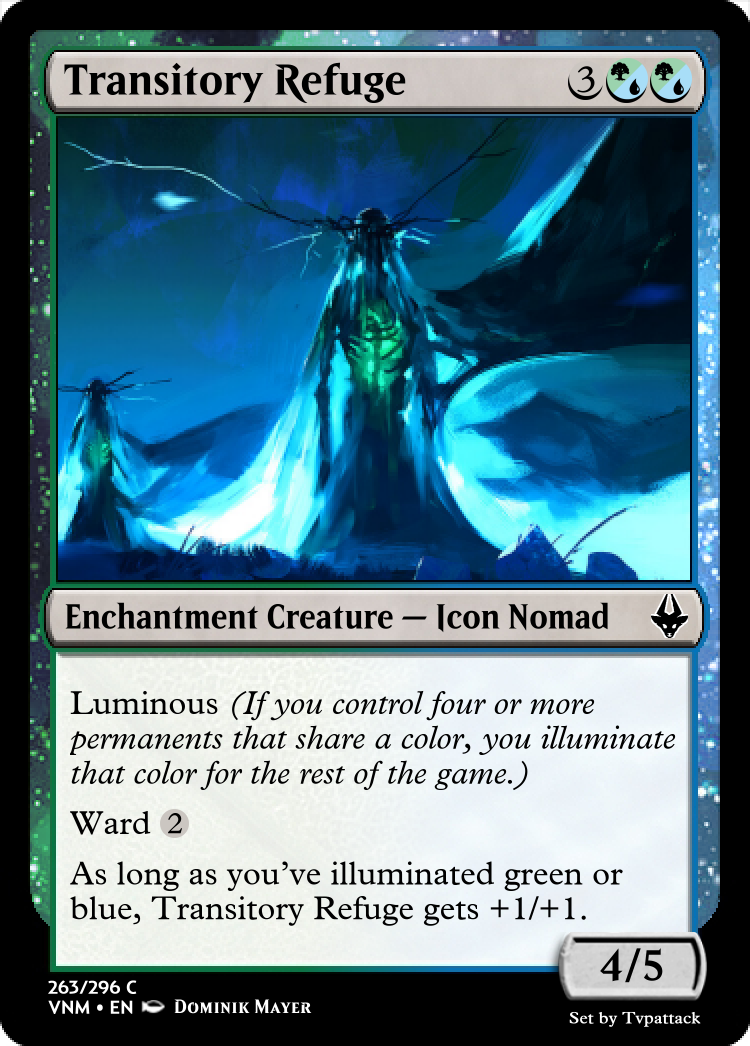 Transitory Refuge 3
Enchantment Creature — Icon Nomad
Luminous (If you control four or more
permanents that share a color, you illuminate
that color for the rest of the game.)
Ward 2
As long as you've illuminated green or
blue, Transitory Refuge gets +1/+1.
4/5
263/296 C
VNM • EN Dominik Mayer
Set by Tvpattack